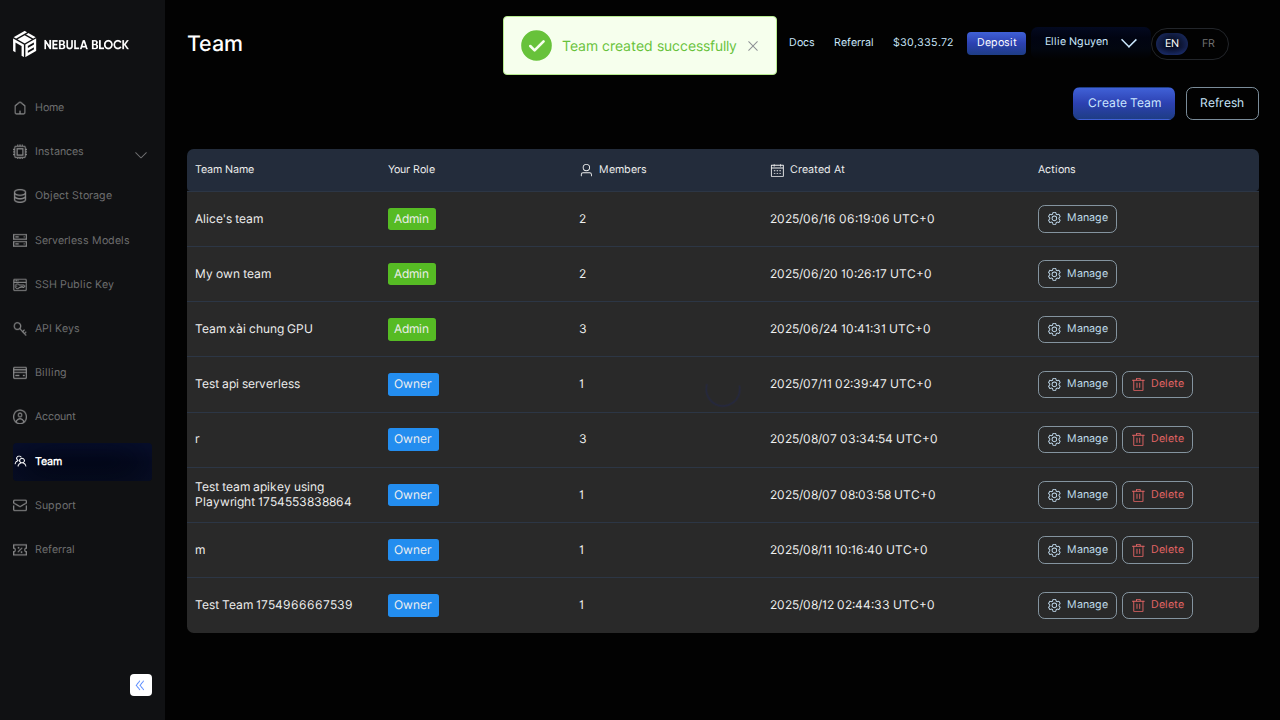 NEBULA BLOCK
Team
Team created successfully
Docs
Referral
$30,335.72
Deposit
Ellie Nguyen
EN
FR
Home
Instances
Object Storage
Serverless Models
SSH Public Key
API Keys
Billing
Account
Team
Support
Referral
Create Team
Refresh
Team Name Your Role Members Created At Actions
Alice's team Admin 2 2025/06/16 06:19:06 UTC+0 Manage
My own team Admin 2 2025/06/20 10:26:17 UTC+0 Manage
Team xài chung GPU Admin 3 2025/06/24 10:41:31 UTC+0 Manage
Test api serverless Owner 1 2025/07/11 02:39:47 UTC+0 Manage Delete
r Owner 3 2025/08/07 03:34:54 UTC+0 Manage Delete
Test team apikey using
Playwright 1754553838864 Owner 1 2025/08/07 08:03:58 UTC+0 Manage Delete
m Owner 1 2025/08/11 10:16:40 UTC+0 Manage Delete
Test Team 1754966667539 Owner 1 2025/08/12 02:44:33 UTC+0 Manage Delete